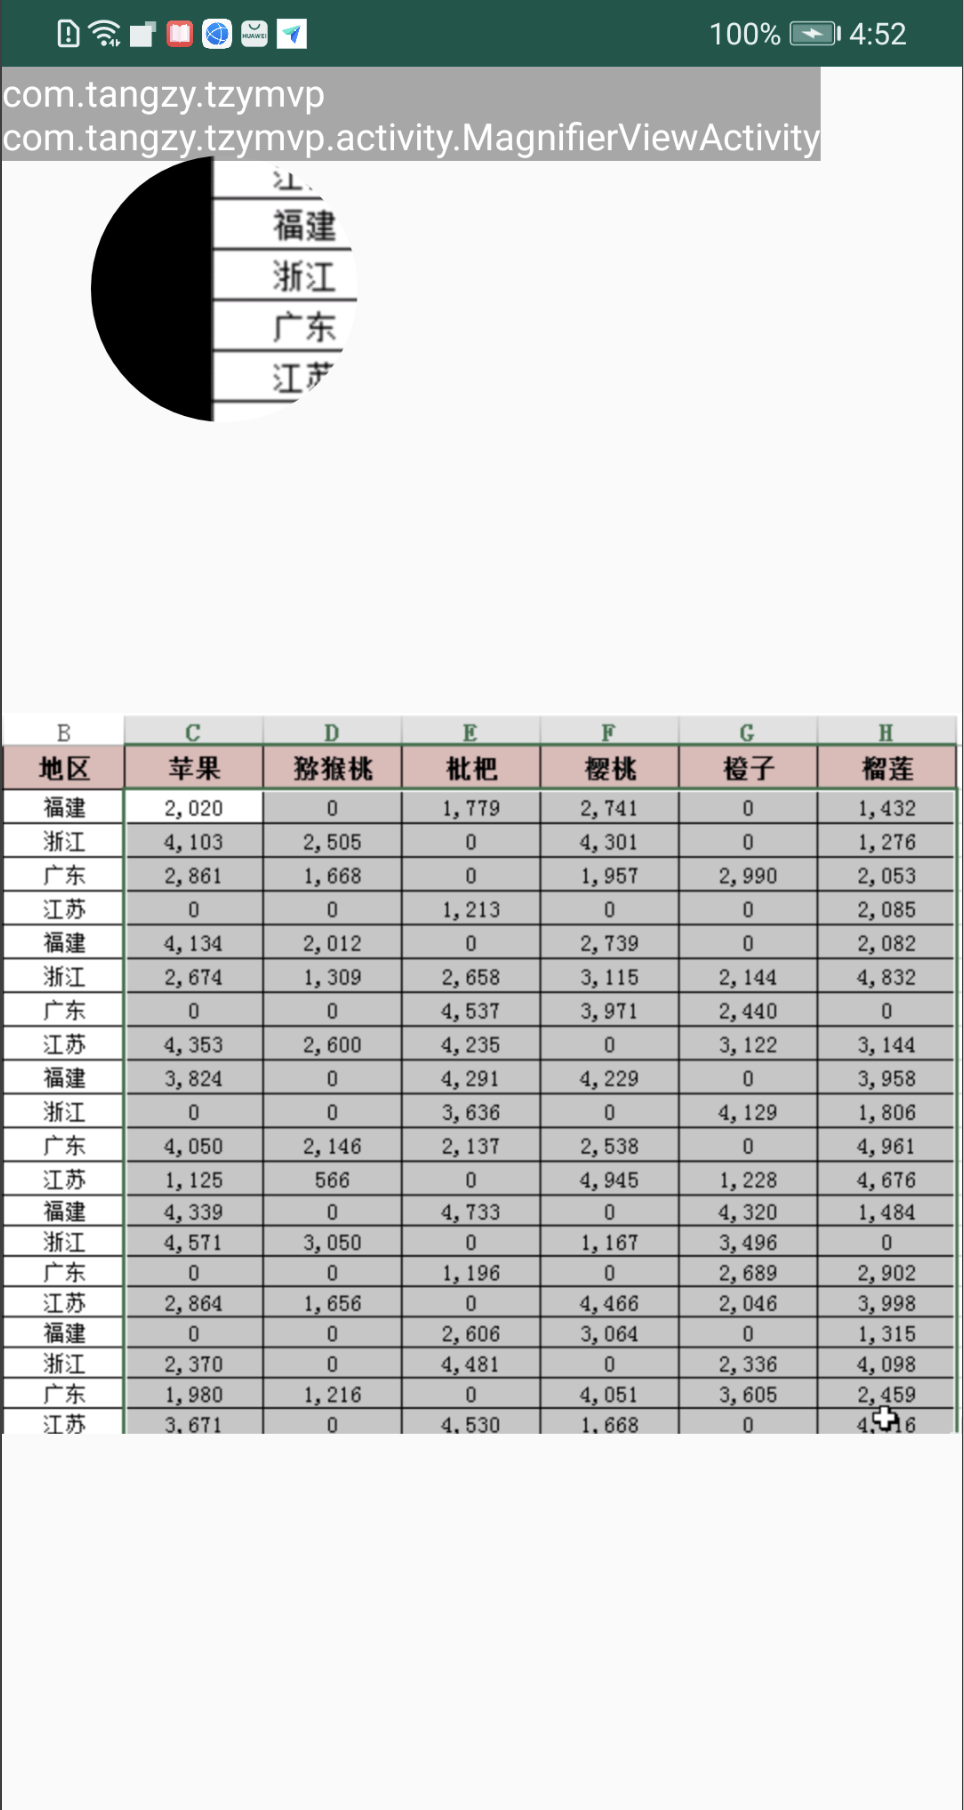 100% 4:52
com.tangzy.tzymvp
com.tangzy.tzymvp.activity.MagnifierViewActivity
福建
浙江
广东
江苏
B C D E F G H
地区 苹果 猕猴桃 枇杷 樱桃 橙子 榴莲
福建 2,020 0 1,779 2,741 0 1,432
浙江 4,103 2,505 0 4,301 0 1,276
广东 2,861 1,668 0 1,957 2,990 2,053
江苏 0 0 1,213 0 0 2,085
福建 4,134 2,012 0 2,739 0 2,082
浙江 2,674 1,309 2,658 3,115 2,144 4,832
广东 0 0 4,537 3,971 2,440 0
江苏 4,353 2,600 4,235 0 3,122 3,144
福建 3,824 0 4,291 4,229 0 3,958
浙江 0 0 3,636 0 4,129 1,806
广东 4,050 2,146 2,137 2,538 0 4,961
江苏 1,125 566 0 4,945 1,228 4,676
福建 4,339 0 4,733 0 4,320 1,484
浙江 4,571 3,050 0 1,167 3,496 0
广东 0 0 1,196 0 2,689 2,902
江苏 2,864 1,656 0 4,466 2,046 3,998
福建 0 0 2,606 3,064 0 1,315
浙江 2,370 0 4,481 0 2,336 4,098
广东 1,980 1,216 0 4,051 3,605 2,459
江苏 3,671 0 4,530 1,668 0